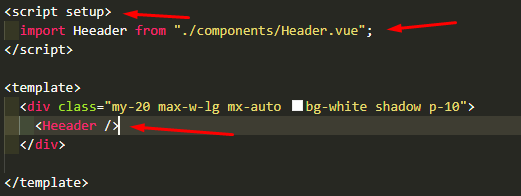 <script setup>
import Heeader from "./components/Header.vue";
</script>
<template>
<div class="my-20 max-w-lg mx-auto bg-white shadow p-10">
<Heeader />
</div>
</template>